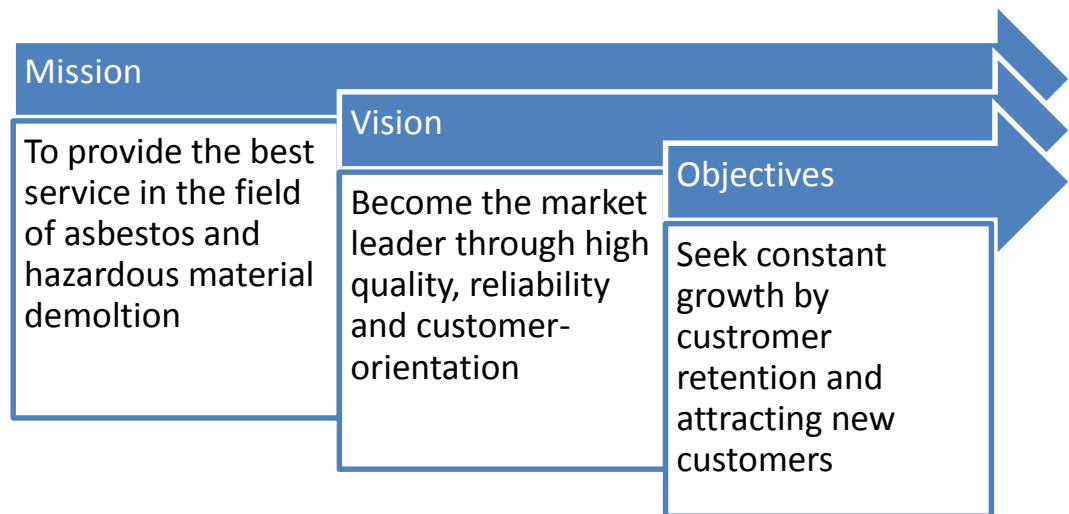 Mission
To provide the best
service in the field
of asbestos and
hazardous material
demoltion
Vision
Become the market
leader through high
quality, reliability
and customer-
orientation
Objectives
Seek constant
growth by
custromer
retention and
attracting new
customers